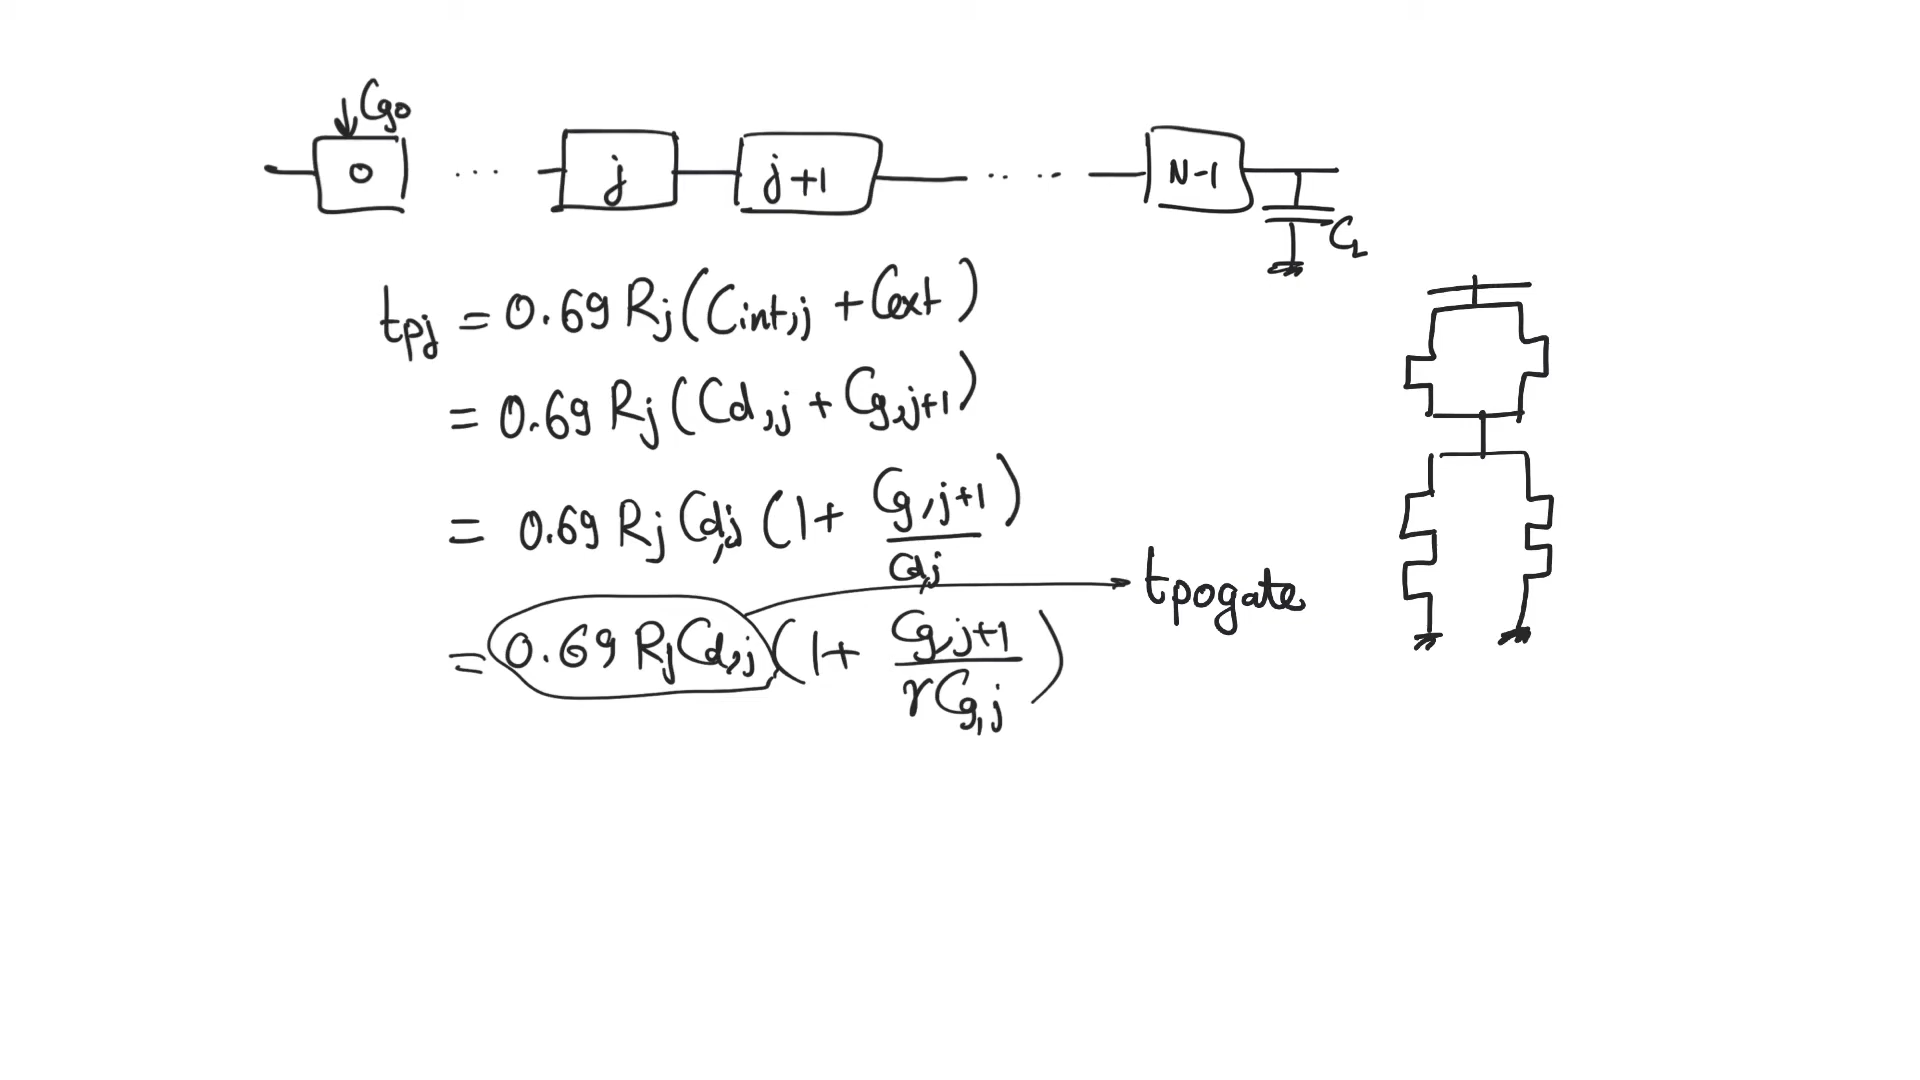 Cg0
0 ... j j+1 .... N-1
CL
tpj = 0.69 Rj (Cint,j + Cext)
= 0.69 Rj (Cd,j + Cg,j+1)
= 0.69 Rj Cd,j (1 + Cg,j+1 / Cd,j)
tpogate
= 0.69 Rj Cd,j (1 + Cg,j+1 / γCg,j)